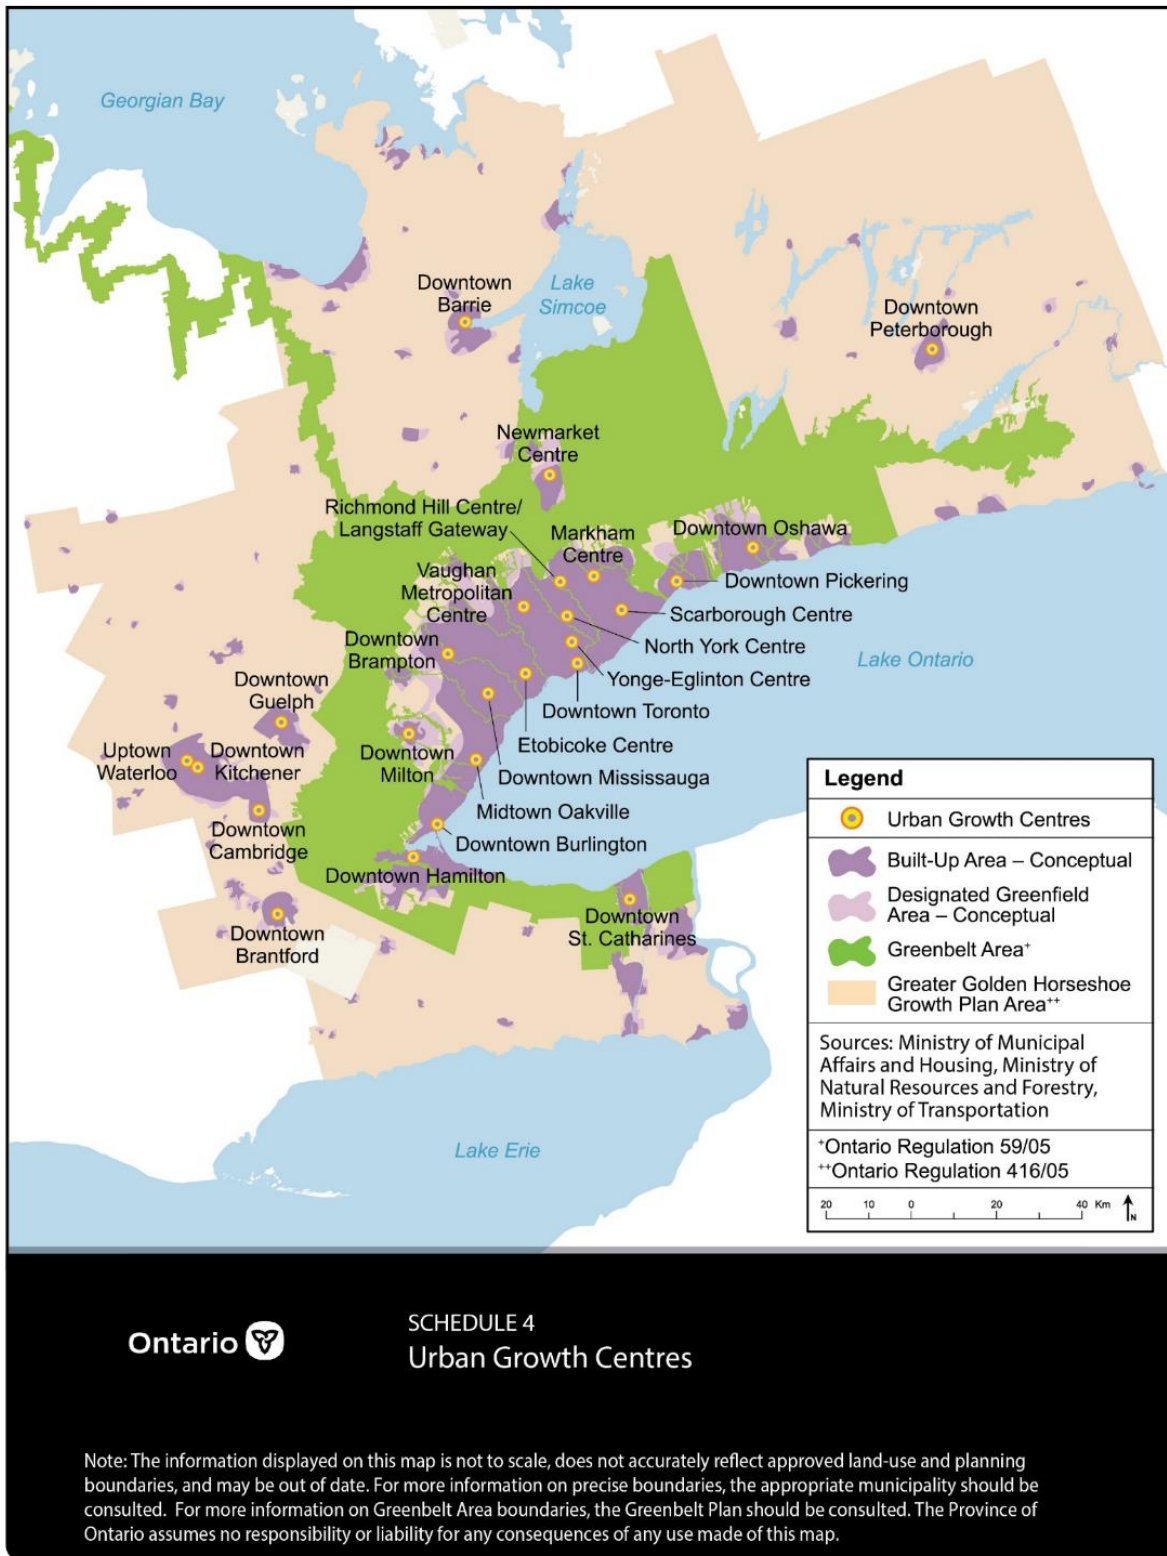 Georgian Bay
Downtown
Barrie
Lake
Simcoe
Downtown
Peterborough
Newmarket
Centre
Richmond Hill Centre/
Langstaff Gateway
Markham
Centre
Downtown Oshawa
Vaughan
Metropolitan
Centre
Downtown Pickering
Scarborough Centre
Downtown
Brampton
North York Centre
Lake Ontario
Yonge-Eglinton Centre
Downtown
Guelph
Downtown Toronto
Etobicoke Centre
Uptown
Waterloo
Downtown
Kitchener
Downtown
Milton
Downtown Mississauga
Midtown Oakville
Downtown
Cambridge
Downtown Burlington
Downtown Hamilton
Downtown
St. Catharines
Downtown
Brantford
Lake Erie
Legend
Urban Growth Centres
Built-Up Area – Conceptual
Designated Greenfield
Area – Conceptual
Greenbelt Area+
Greater Golden Horseshoe
Growth Plan Area++
Sources: Ministry of Municipal
Affairs and Housing, Ministry of
Natural Resources and Forestry,
Ministry of Transportation
+Ontario Regulation 59/05
++Ontario Regulation 416/05
20 10 0 20 40 Km
N
Ontario
SCHEDULE 4
Urban Growth Centres
Note: The information displayed on this map is not to scale, does not accurately reflect approved land-use and planning
boundaries, and may be out of date. For more information on precise boundaries, the appropriate municipality should be
consulted. For more information on Greenbelt Area boundaries, the Greenbelt Plan should be consulted. The Province of
Ontario assumes no responsibility or liability for any consequences of any use made of this map.